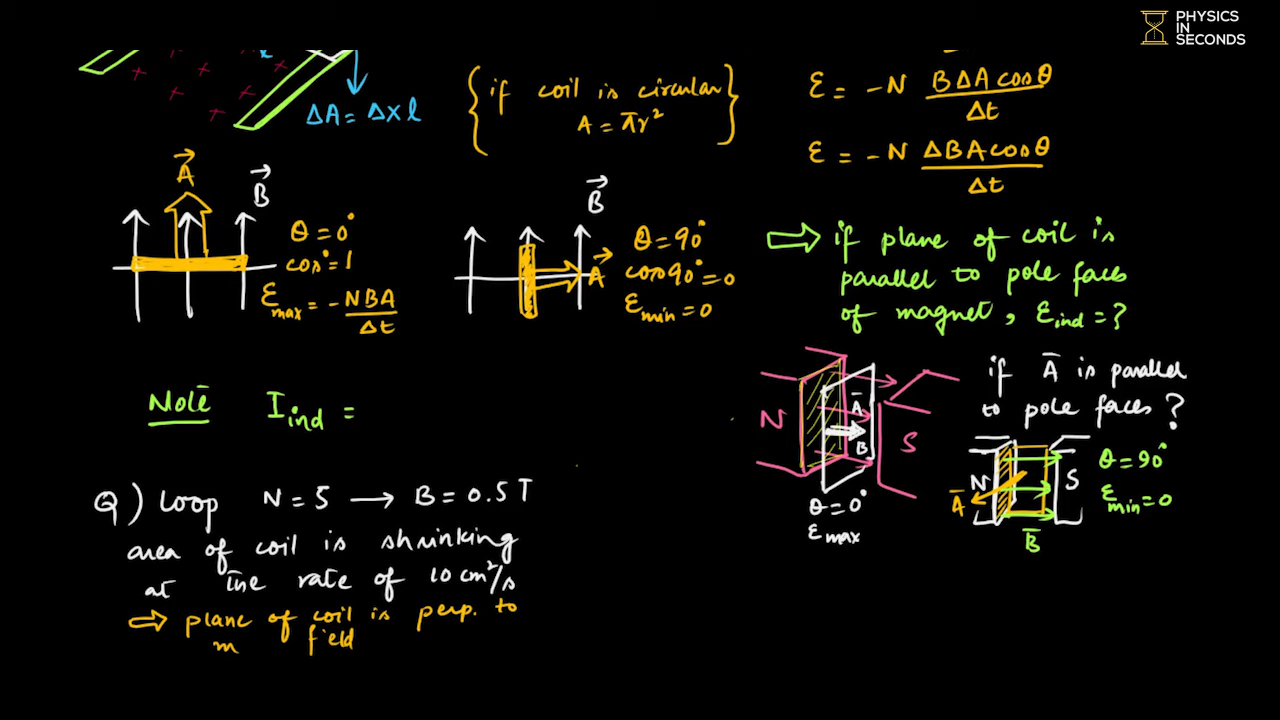 PHYSICS
IN
SECONDS
ΔA = Δx l
if coil is circular
A = πr²
ε = -N BΔA cosθ / Δt
ε = -N ΔBA cosθ / Δt
A⃗
B⃗
θ = 0°
cos° = 1
ε max = -NBA / Δt
B⃗
A⃗
θ = 90°
cos90° = 0
ε min = 0
⇨ if plane of coil is
parallel to pole faces
of magnet, ε ind = ?
N
A⃗
B
S
θ = 0°
ε max
if A̅ is parallel
to pole faces ?
N
S
A̅
B̅
θ = 90°
ε min = 0
Note I ind =
Q) Loop N = 5 → B = 0.5 T
area of coil is shrinking
at the rate of 10 cm²/s
⇨ plane of coil is perp. to
m field